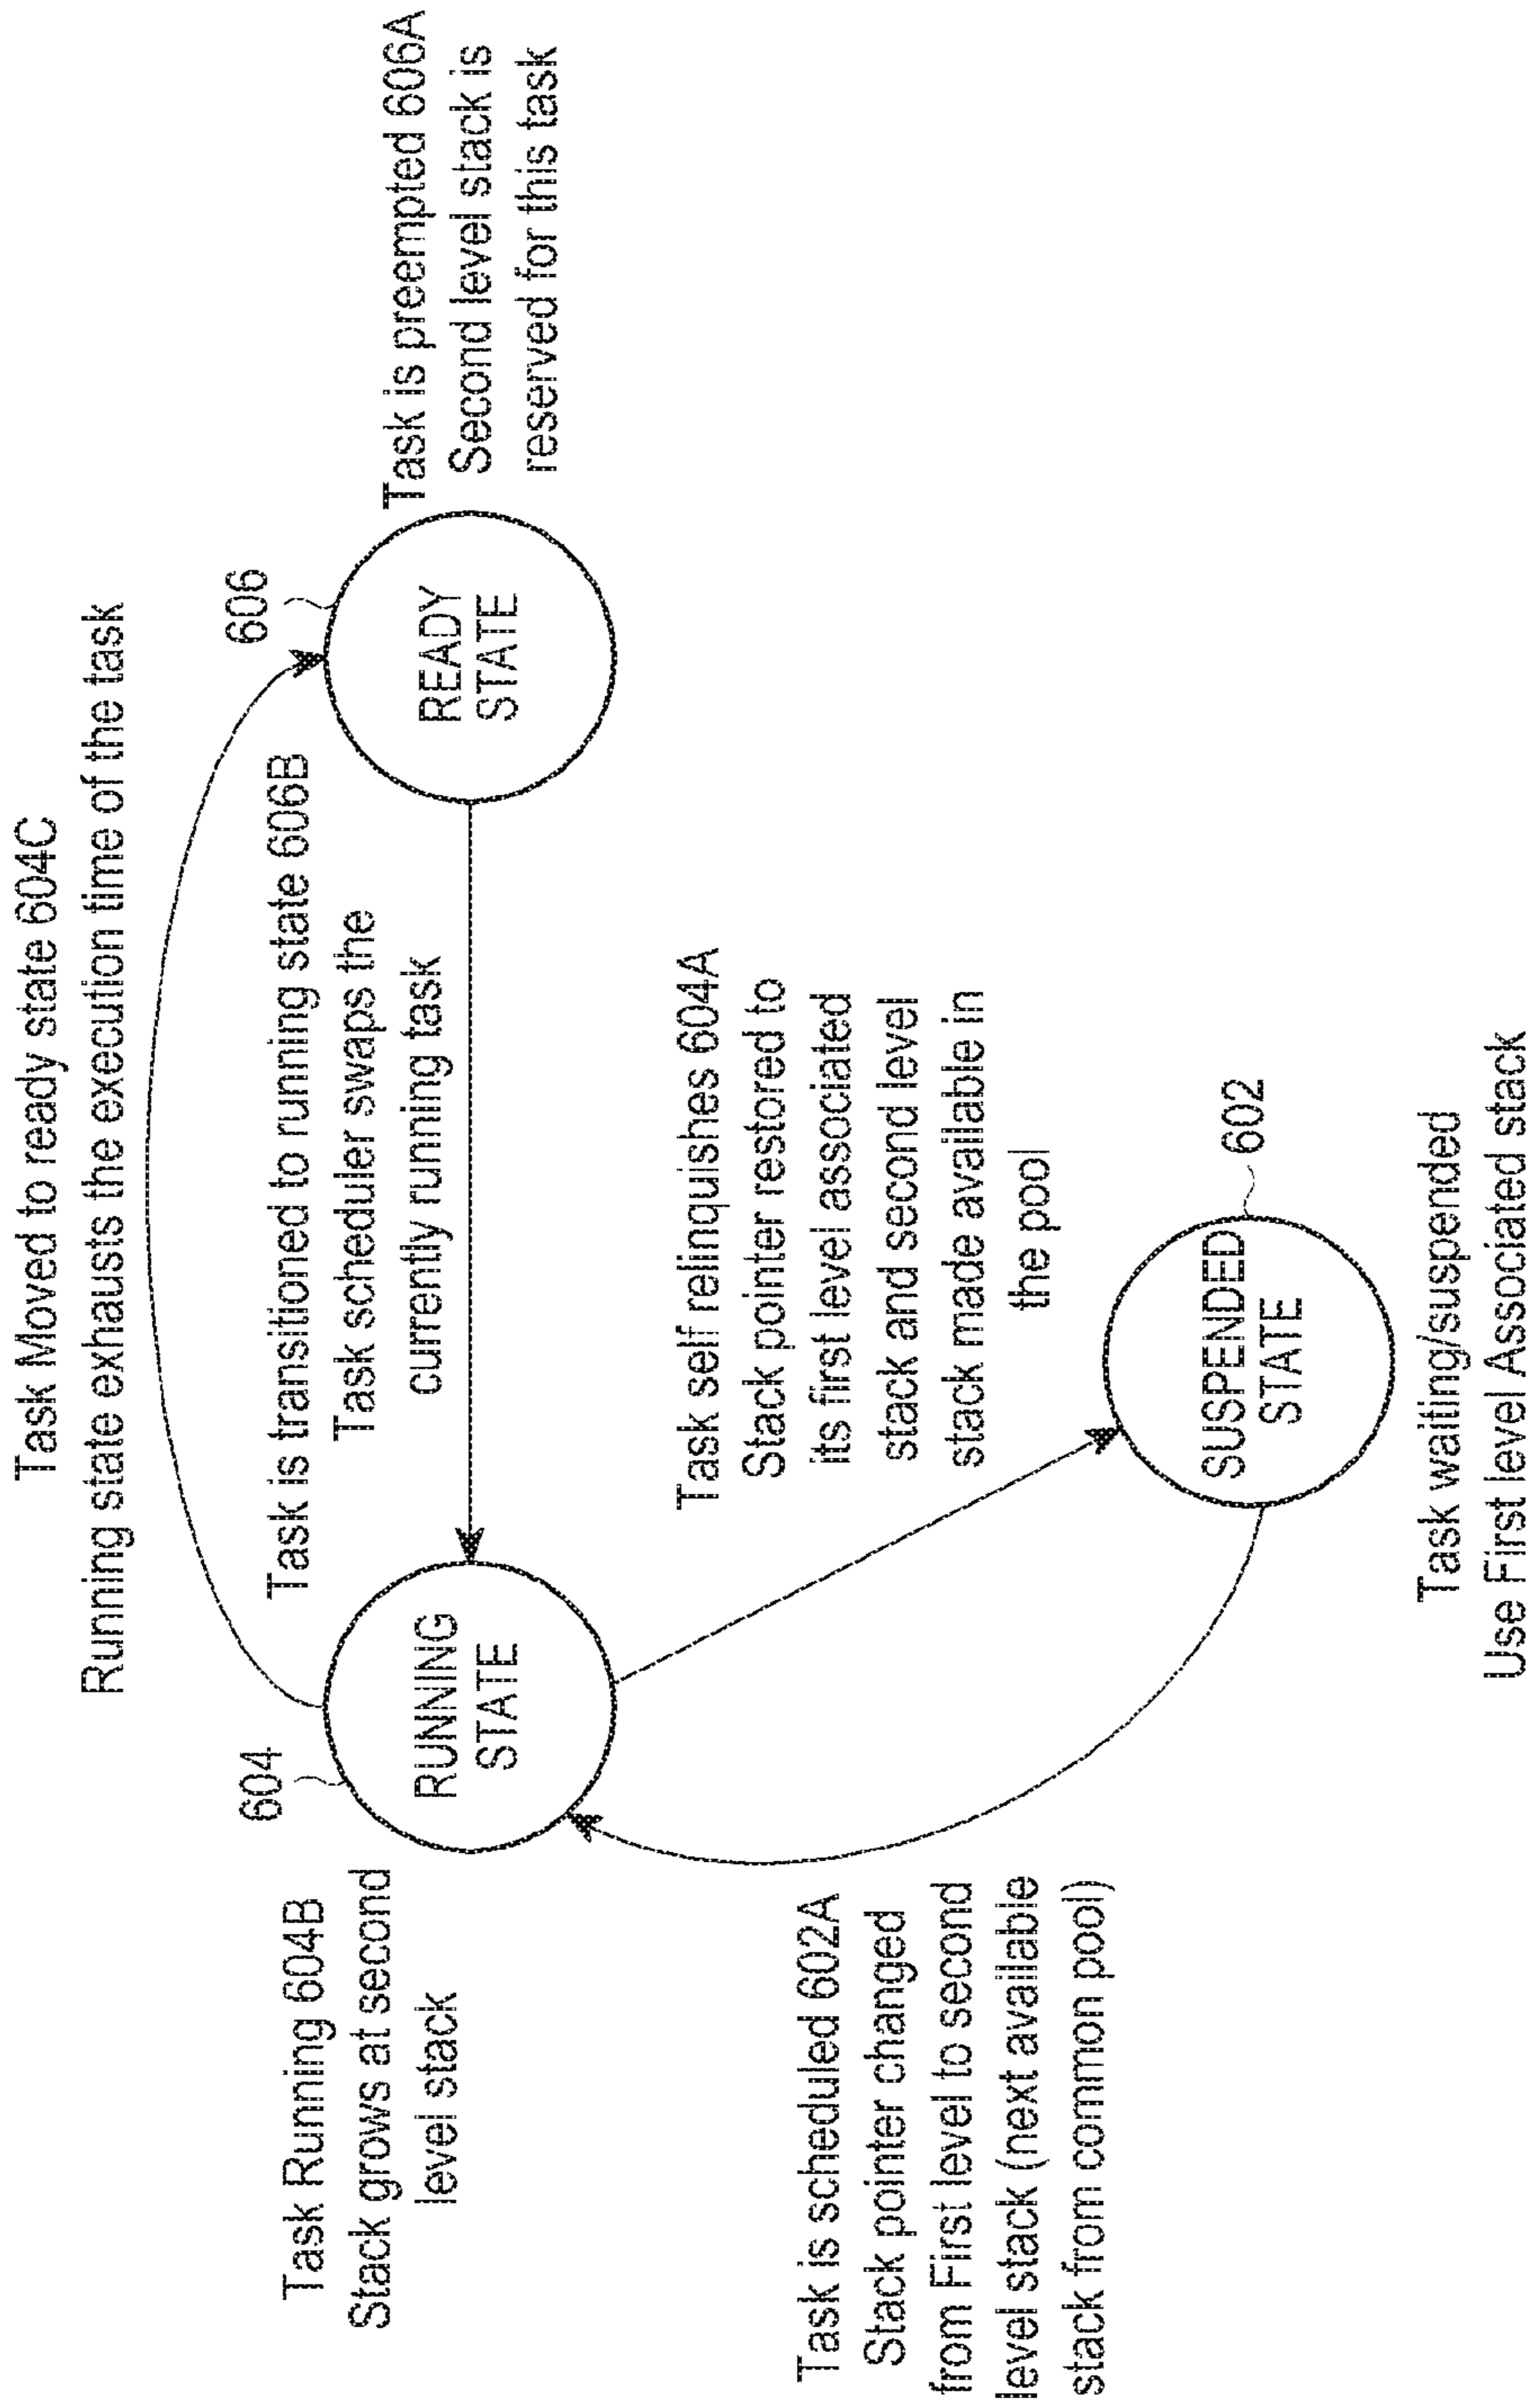 Task Moved to ready state 604C
Running state exhausts the execution time of the task
604
606
Task Running 604B
Stack grows at second
level stack
RUNNING
STATE
Task is transitioned to running state 606B
Task scheduler swaps the
currently running task
READY
STATE
Task is preempted 606A
Second level stack is
reserved for this task
Task is scheduled 602A
Stack pointer changed
from First level to second
level stack (next available
stack from common pool)
Task self relinquishes 604A
Stack pointer restored to
its first level associated
stack and second level
stack made available in
the pool
SUSPENDED
STATE
602
Task waiting/suspended
Use First level Associated stack